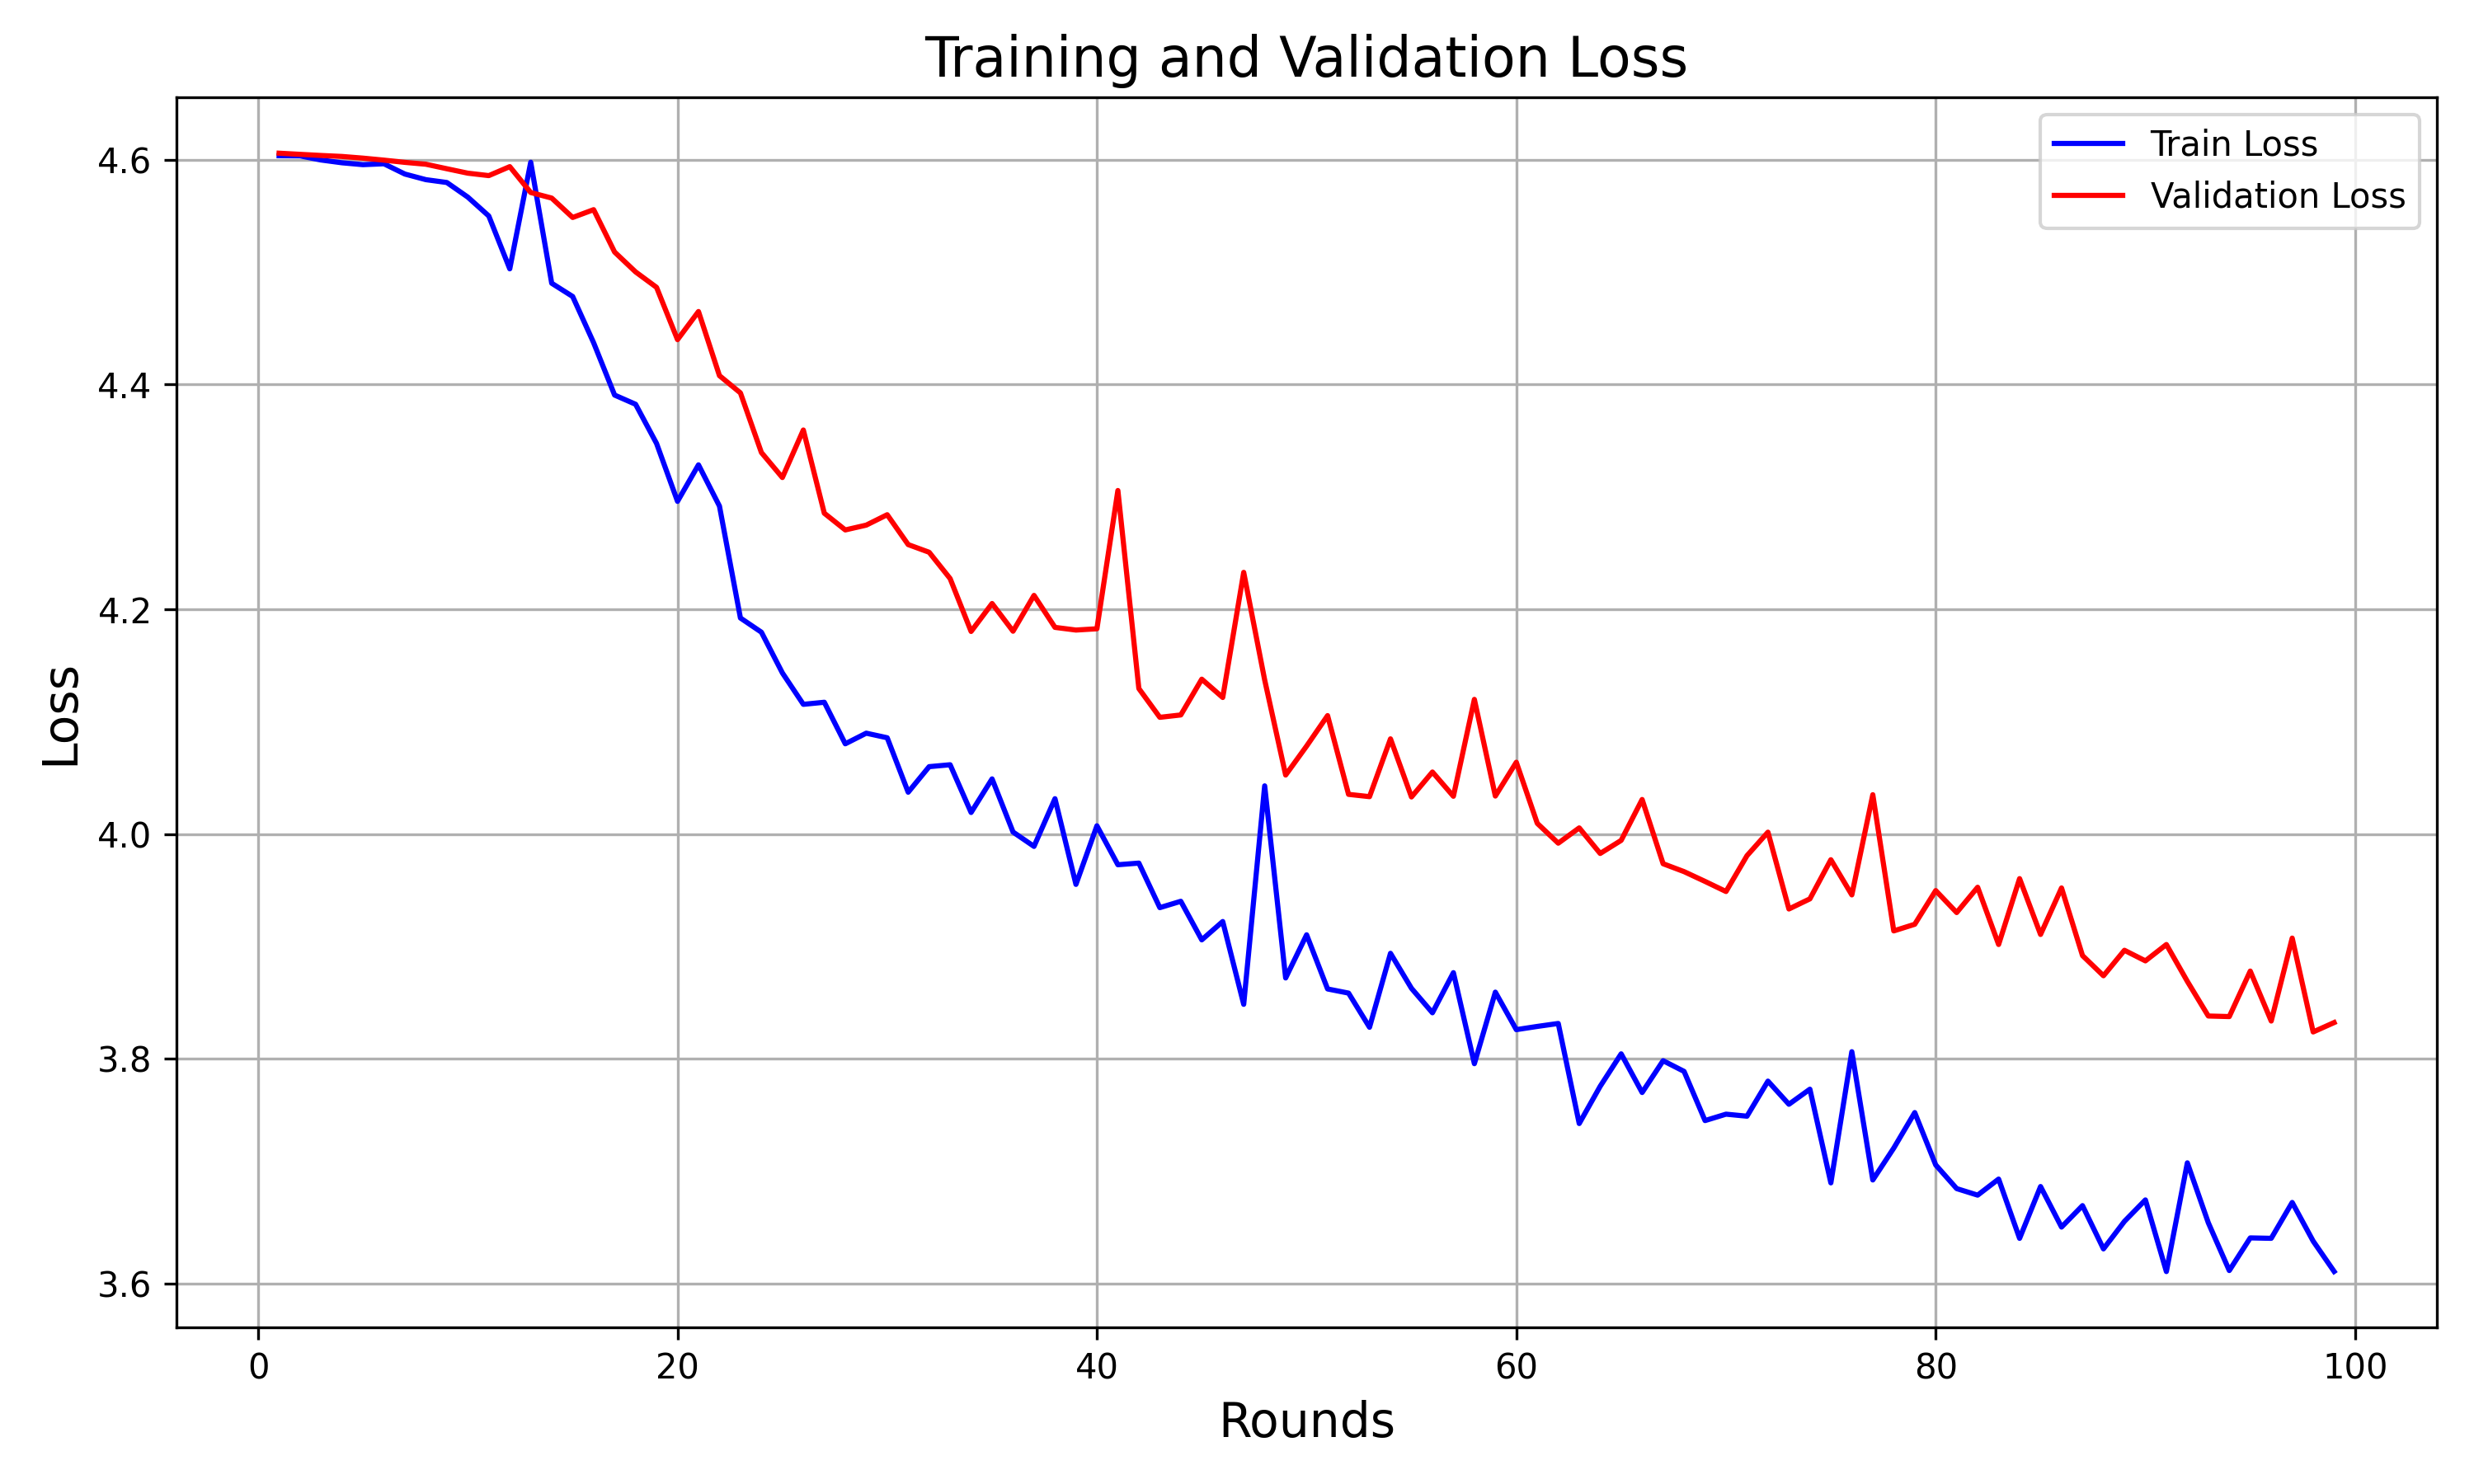 Training and Validation Loss
Train Loss
Validation Loss
4.6
4.4
4.2
4.0
3.8
3.6
Loss
0 20 40 60 80 100
Rounds